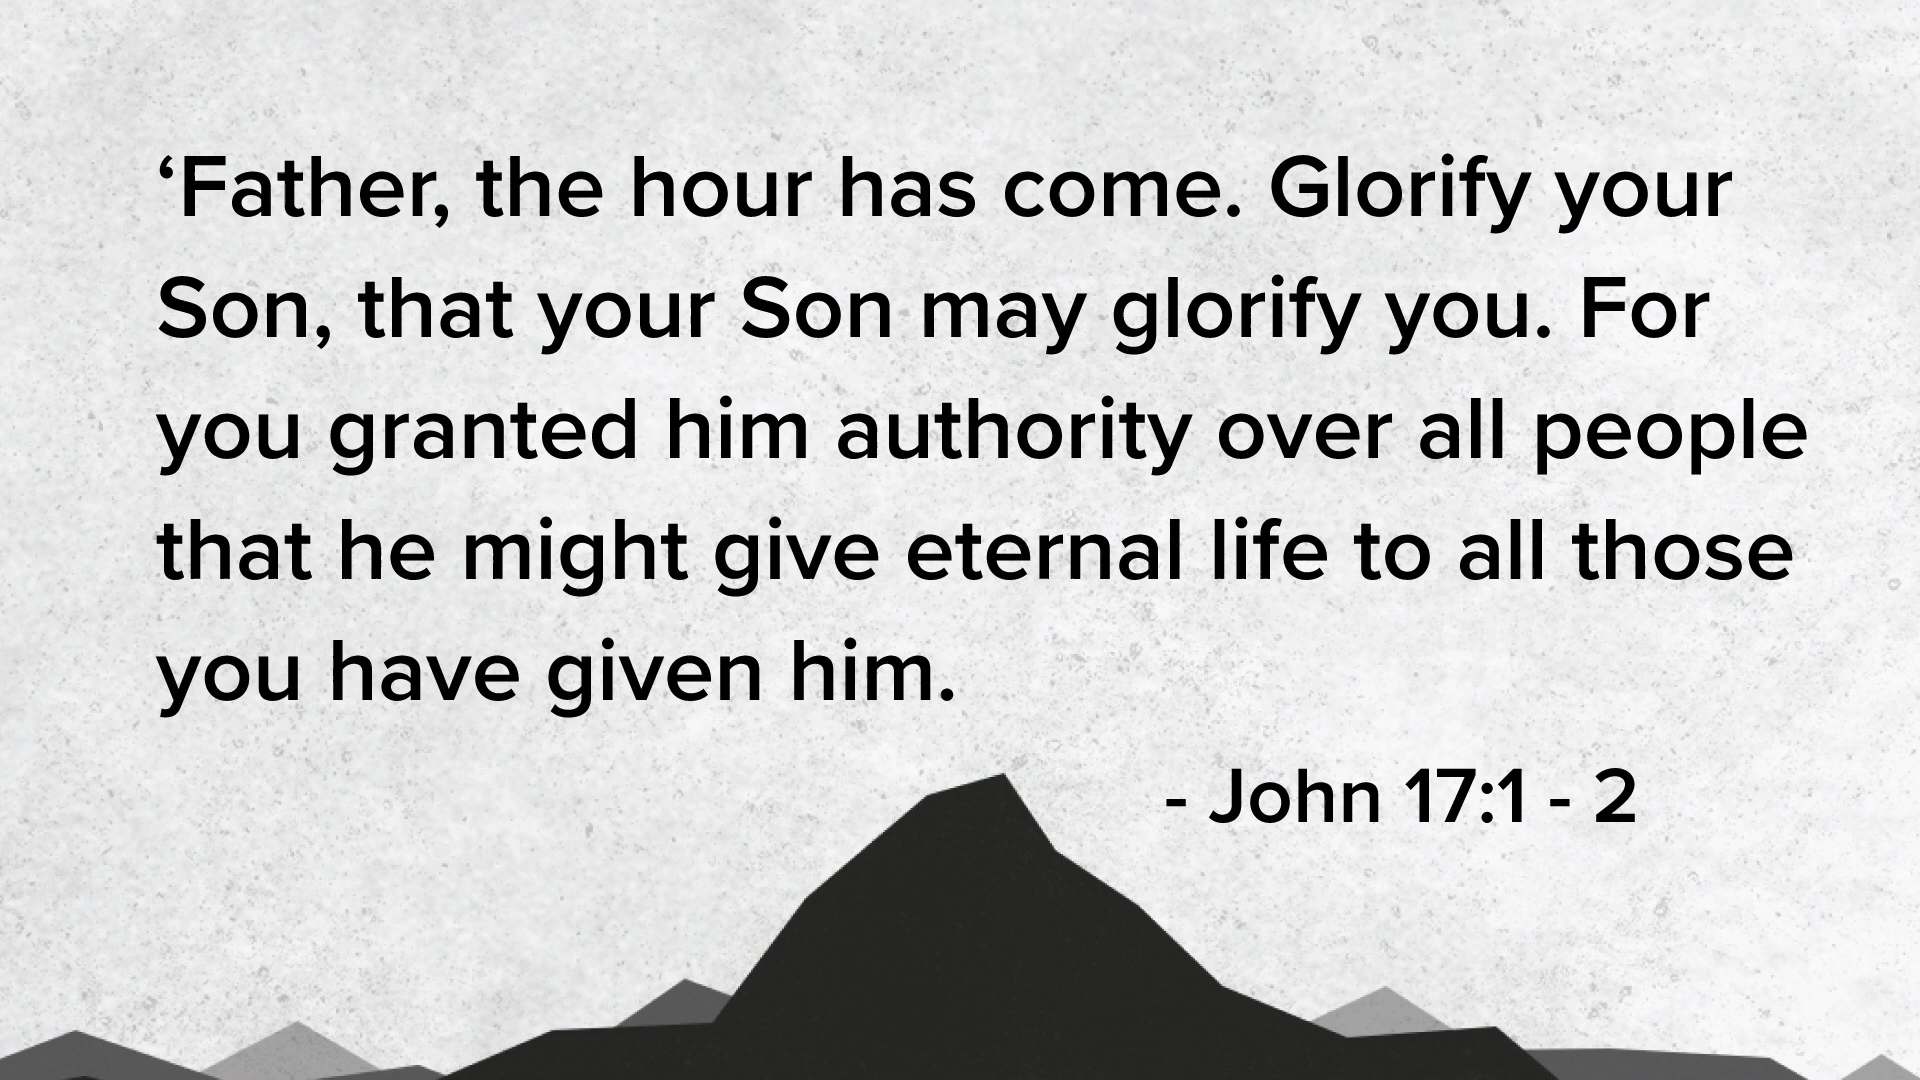 ‘Father, the hour has come. Glorify your
Son, that your Son may glorify you. For
you granted him authority over all people
that he might give eternal life to all those
you have given him.
- John 17:1 - 2